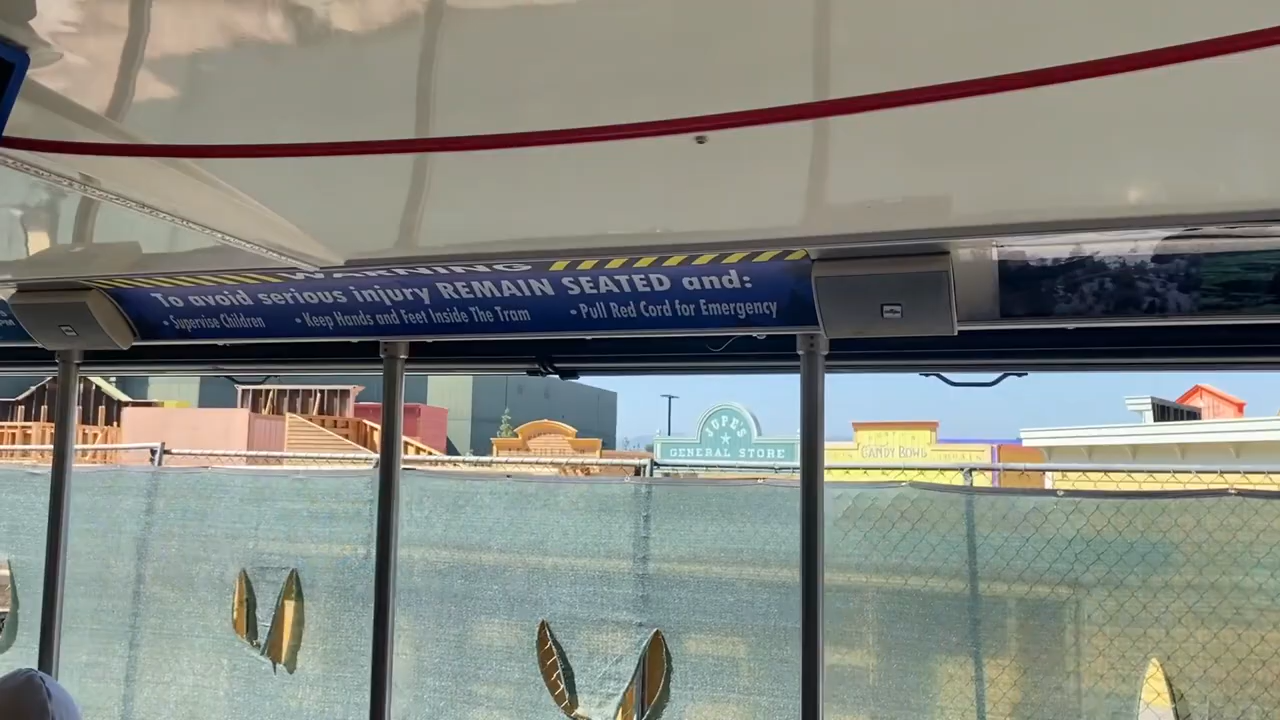 WARNING
To avoid serious injury REMAIN SEATED and:
• Supervise Children • Keep Hands and Feet Inside The Tram • Pull Red Cord for Emergency
JUPE'S
GENERAL STORE
CANDY BOWL